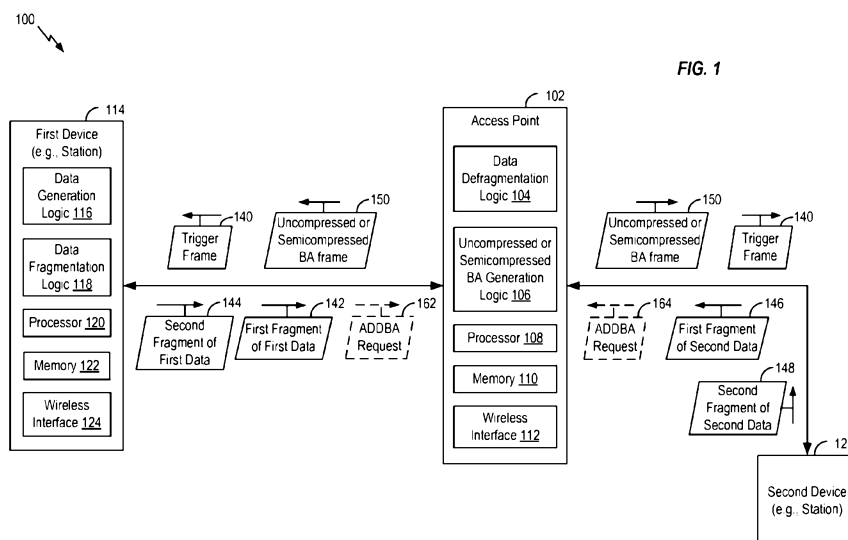 100
FIG. 1
114
First Device
(e.g., Station)
Data
Generation
Logic 116
Data
Fragmentation
Logic 118
Processor 120
Memory 122
Wireless
Interface 124
140
Trigger
Frame
150
Uncompressed or
Semicompressed
BA frame
144
Second
Fragment of
First Data
142
First Fragment
of First Data
162
ADDBA
Request
102
Access Point
Data
Defragmentation
Logic 104
Uncompressed or
Semicompressed
BA Generation
Logic 106
Processor 108
Memory 110
Wireless
Interface 112
150
Uncompressed or
Semicompressed
BA frame
140
Trigger
Frame
164
ADDBA
Request
146
First Fragment
of Second Data
148
Second
Fragment of
Second Data
12
Second Device
(e.g., Station)